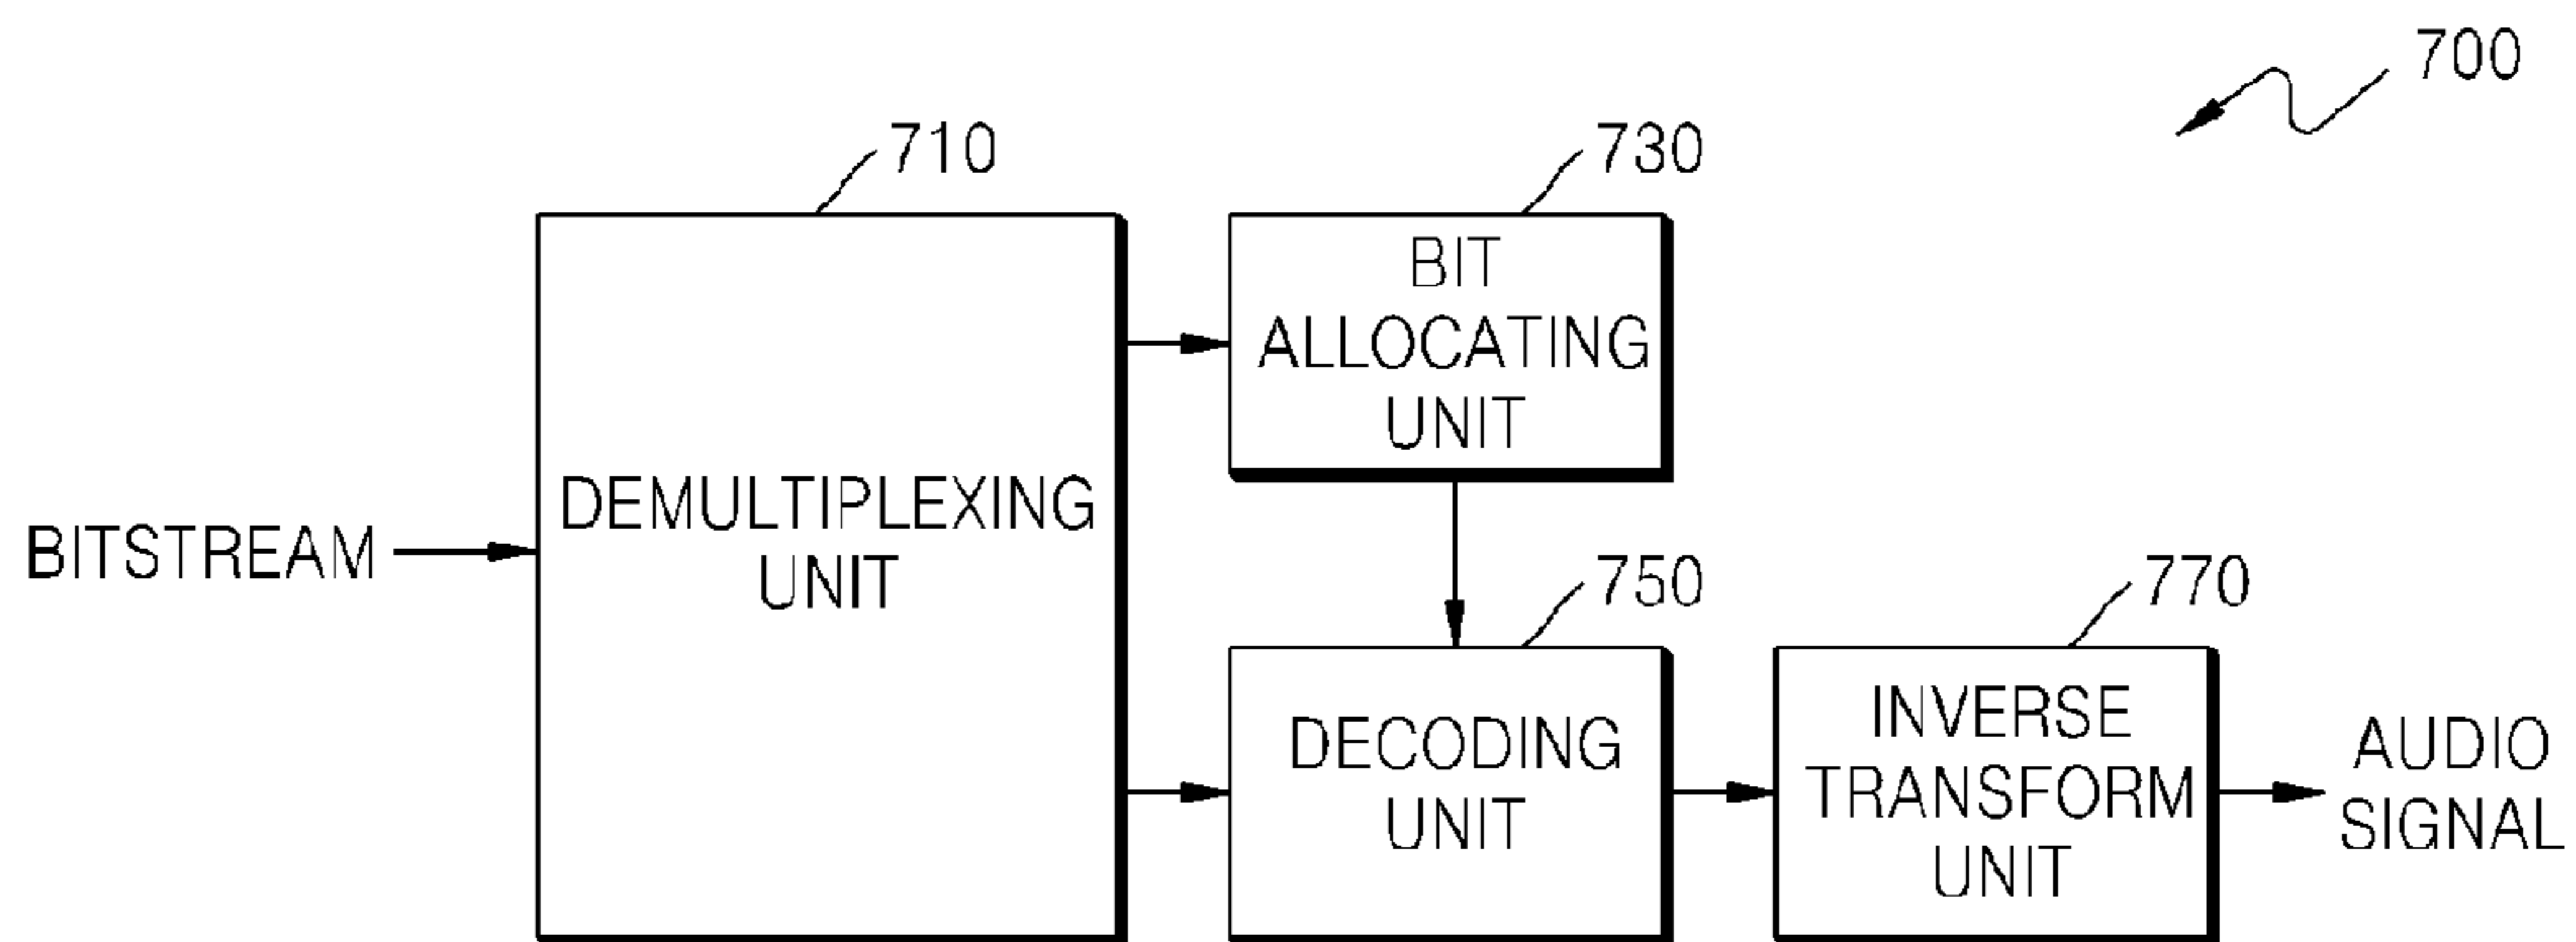 700
710
730
BIT
ALLOCATING
UNIT
BITSTREAM
DEMULTIPLEXING
UNIT
750
770
DECODING
UNIT
INVERSE
TRANSFORM
UNIT
AUDIO
SIGNAL